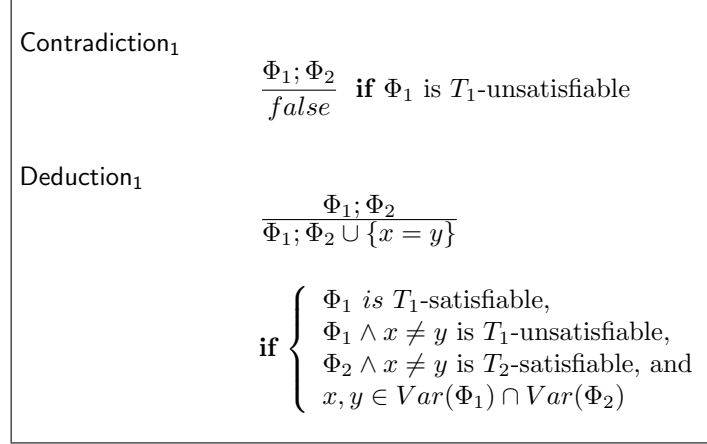 Contradiction₁
Φ₁; Φ₂
false
if Φ₁ is T₁-unsatisfiable
Deduction₁
Φ₁; Φ₂
Φ₁; Φ₂ ∪ {x = y}
if
Φ₁ is T₁-satisfiable,
Φ₁ ∧ x ≠ y is T₁-unsatisfiable,
Φ₂ ∧ x ≠ y is T₂-satisfiable, and
x, y ∈ Var(Φ₁) ∩ Var(Φ₂)